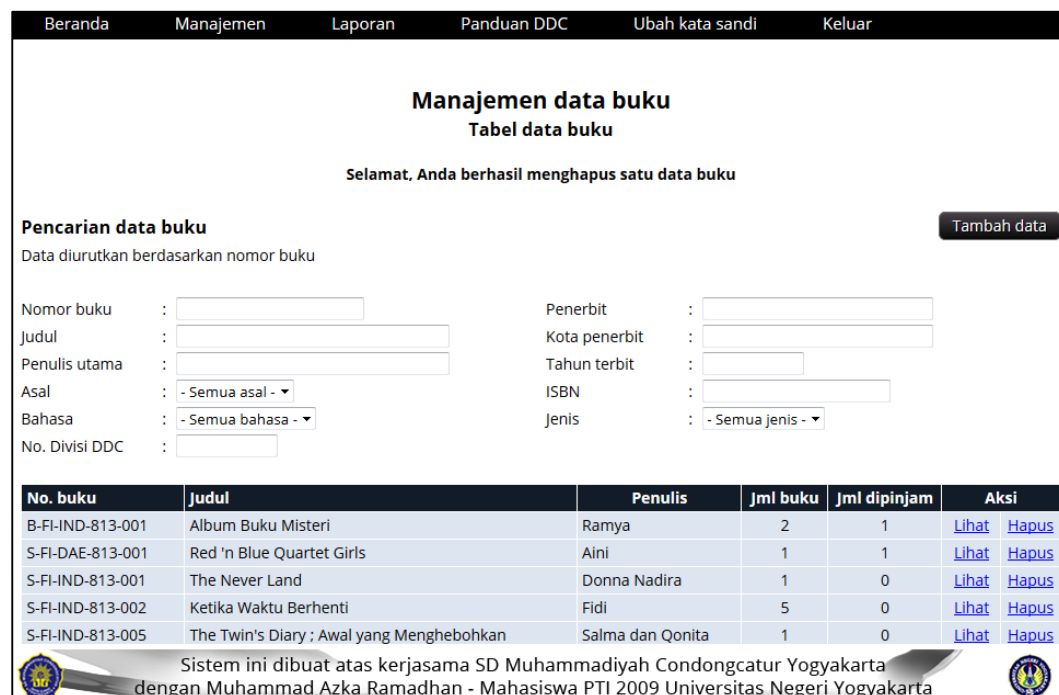 Beranda Manajemen Laporan Panduan DDC Ubah kata sandi Keluar
Manajemen data buku
Tabel data buku
Selamat, Anda berhasil menghapus satu data buku
Pencarian data buku Tambah data
Data diurutkan berdasarkan nomor buku
Nomor buku : Penerbit :
Judul : Kota penerbit :
Penulis utama : Tahun terbit :
Asal : - Semua asal - ISBN :
Bahasa : - Semua bahasa - Jenis : - Semua jenis -
No. Divisi DDC :
No. buku Judul Penulis Jml buku Jml dipinjam Aksi
B-FI-IND-813-001 Album Buku Misteri Ramya 2 1 Lihat Hapus
S-FI-DAE-813-001 Red 'n Blue Quartet Girls Aini 1 1 Lihat Hapus
S-FI-IND-813-001 The Never Land Donna Nadira 1 0 Lihat Hapus
S-FI-IND-813-002 Ketika Waktu Berhenti Fidi 5 0 Lihat Hapus
S-FI-IND-813-005 The Twin's Diary ; Awal yang Menghebohkan Salma dan Qonita 1 0 Lihat Hapus
Sistem ini dibuat atas kerjasama SD Muhammadiyah Condongcatur Yogyakarta
dengan Muhammad Azka Ramadhan - Mahasiswa PTI 2009 Universitas Negeri Yogyakarta